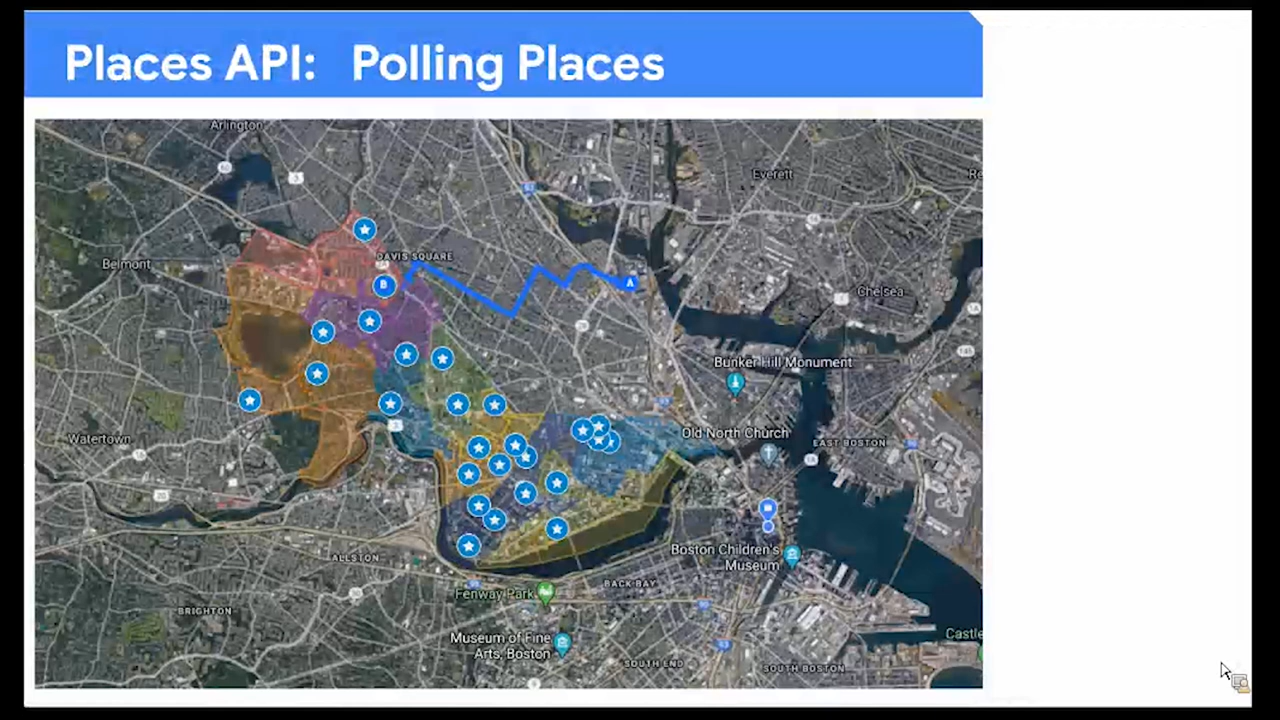 Places API: Polling Places
Arlington
Everett
DAVIS SQUARE
B
A
Belmont
Chelsea
Bunker Hill Monument
Watertown
Old North Church
EAST BOSTON
ALLSTON
Boston Children's
Museum
BACK BAY
Fenway Park
BRIGHTON
Museum of Fine
Arts, Boston
SOUTH END
SOUTH BOSTON
Castle